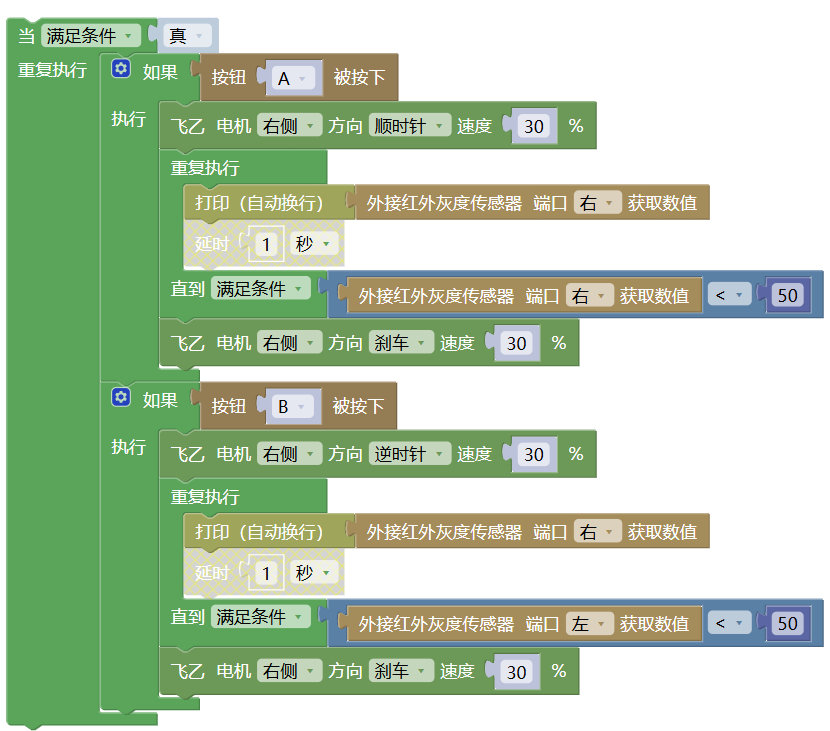 当 满足条件 真
重复执行 如果 按钮 A 被按下
执行 飞乙 电机 右侧 方向 顺时针 速度 30 %
重复执行
打印（自动换行） 外接红外灰度传感器 端口 右 获取数值
延时 1 秒
直到 满足条件 外接红外灰度传感器 端口 右 获取数值 < 50
飞乙 电机 右侧 方向 刹车 速度 30 %
如果 按钮 B 被按下
执行 飞乙 电机 右侧 方向 逆时针 速度 30 %
重复执行
打印（自动换行） 外接红外灰度传感器 端口 右 获取数值
延时 1 秒
直到 满足条件 外接红外灰度传感器 端口 左 获取数值 < 50
飞乙 电机 右侧 方向 刹车 速度 30 %